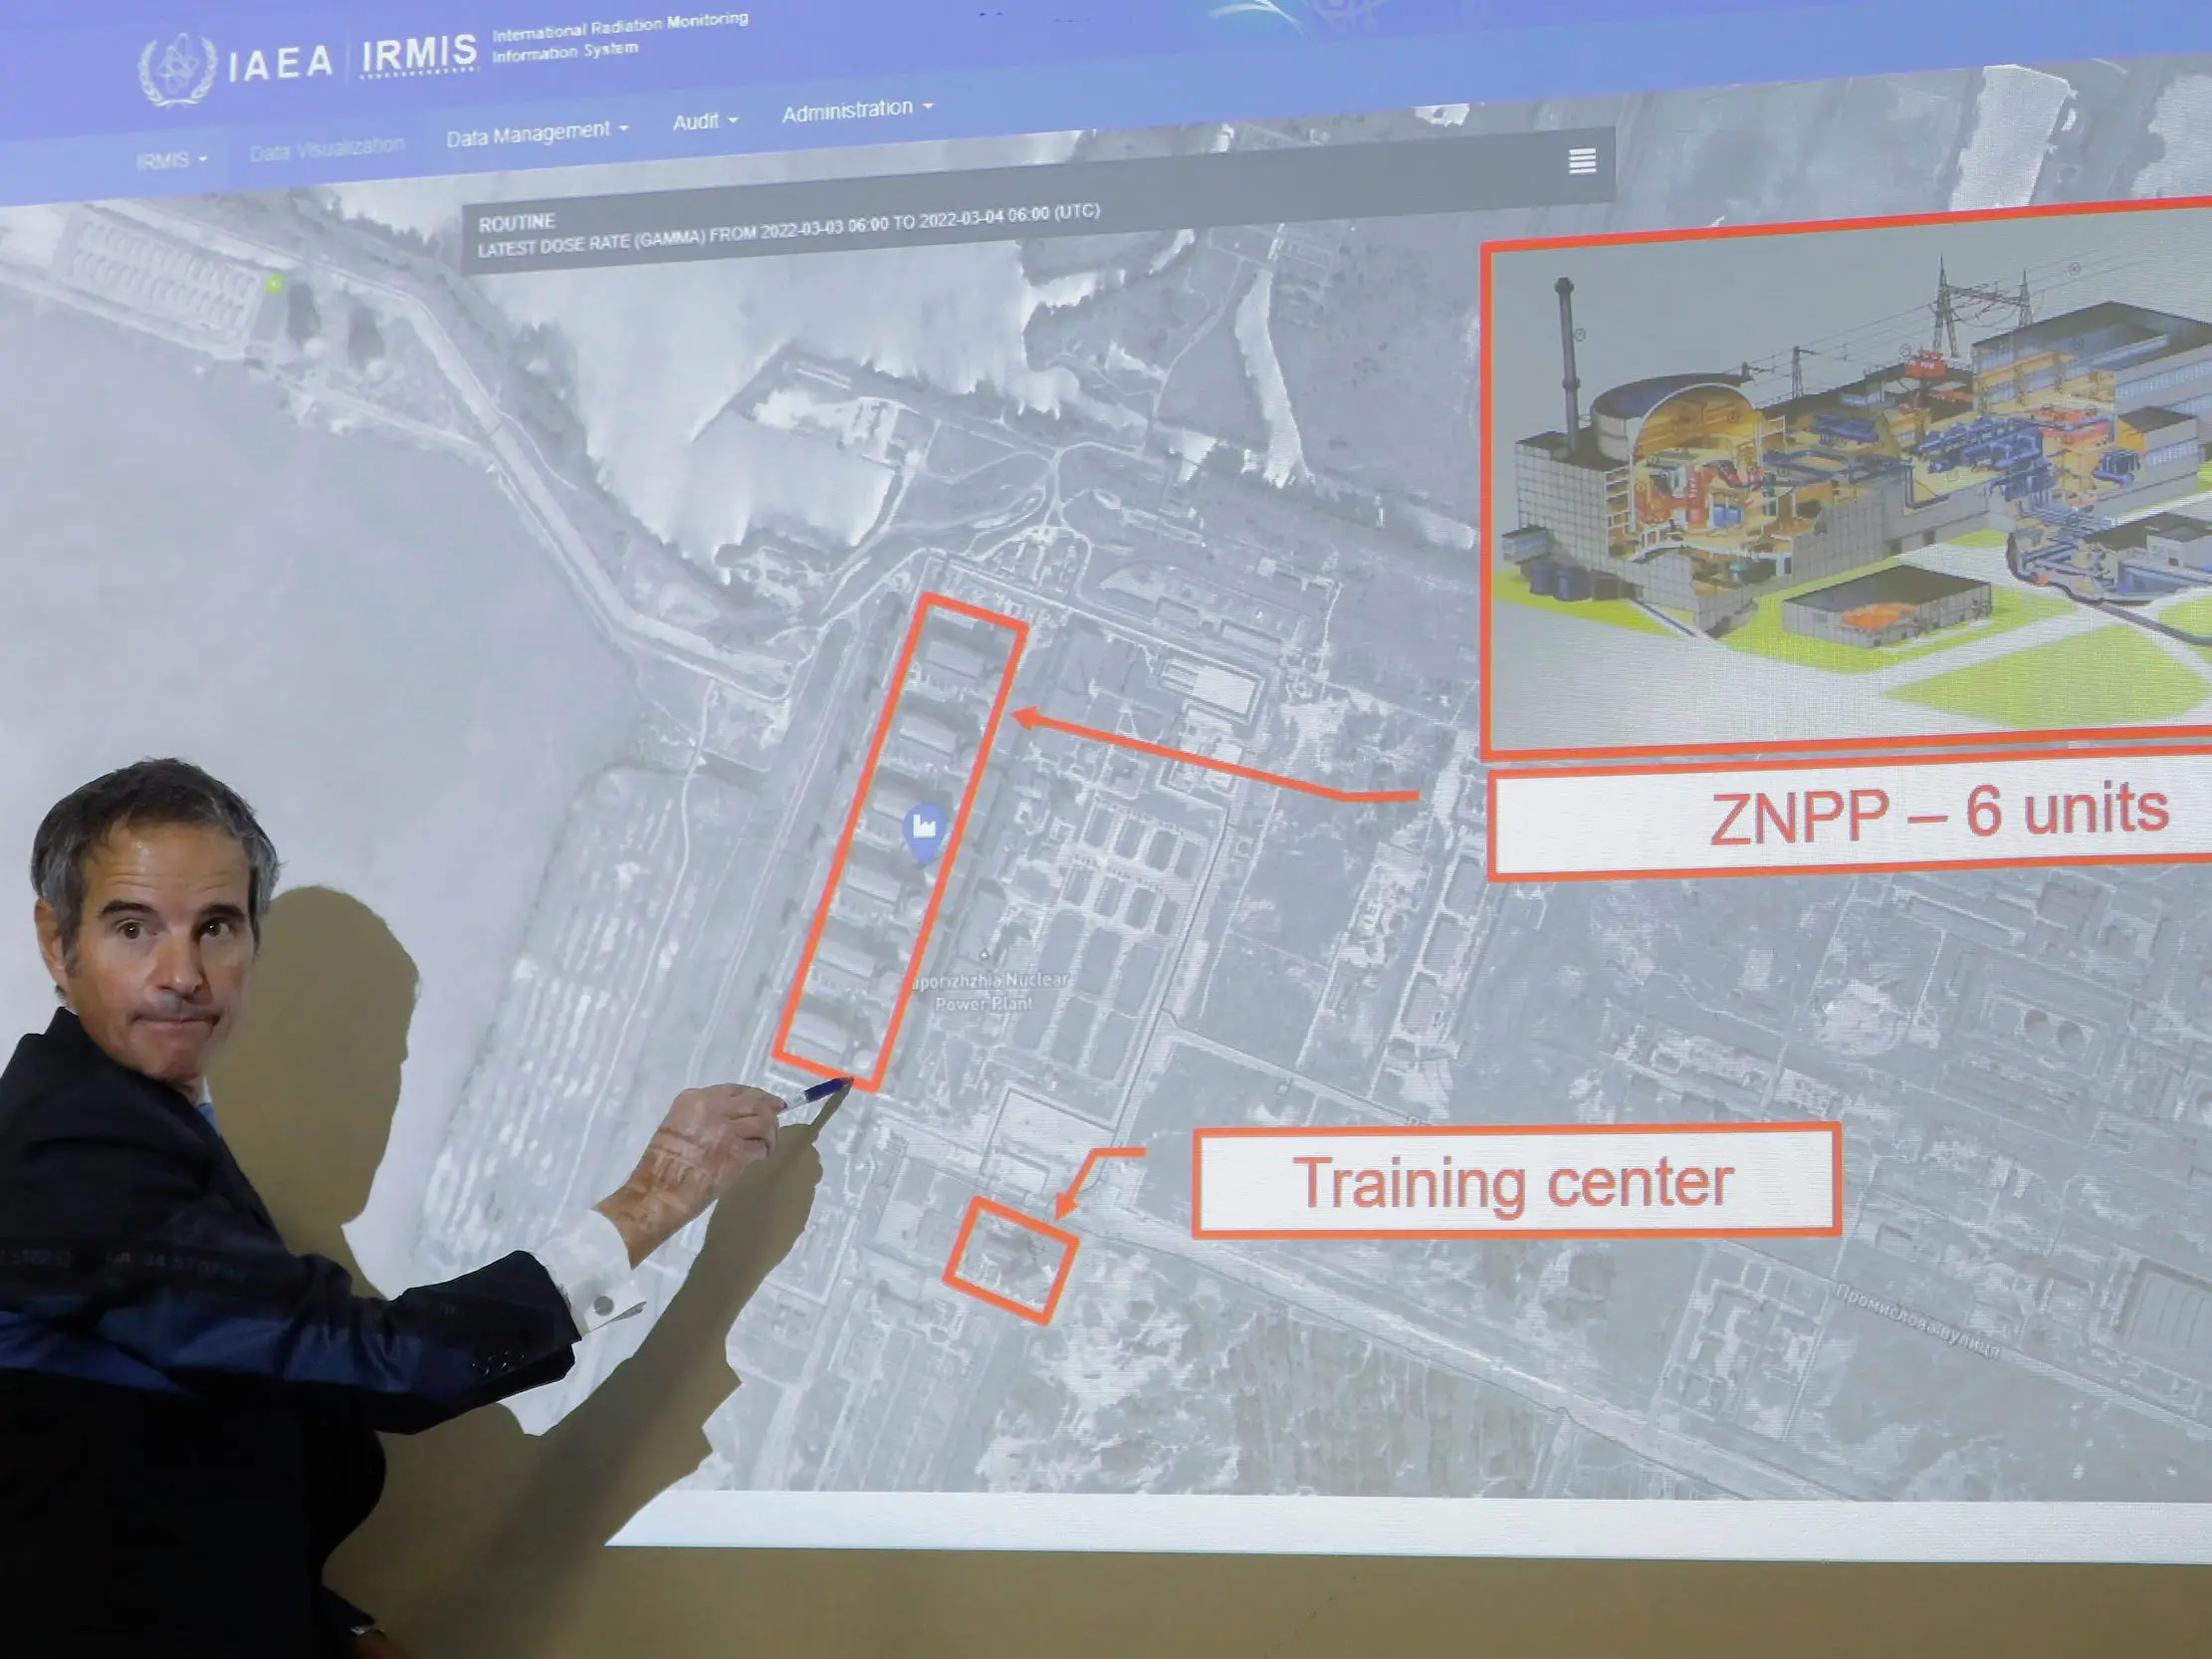 IAEA IRMIS International Radiation Monitoring
Information System
IRMIS Data Visualization Data Management Audit Administration
ROUTINE
LATEST DOSE RATE (GAMMA) FROM 2022-03-03 06:00 TO 2022-03-04 06:00 (UTC)
ZNPP – 6 units
aporizhzhia Nuclear
Power Plant
Training center
Промислова вулиця